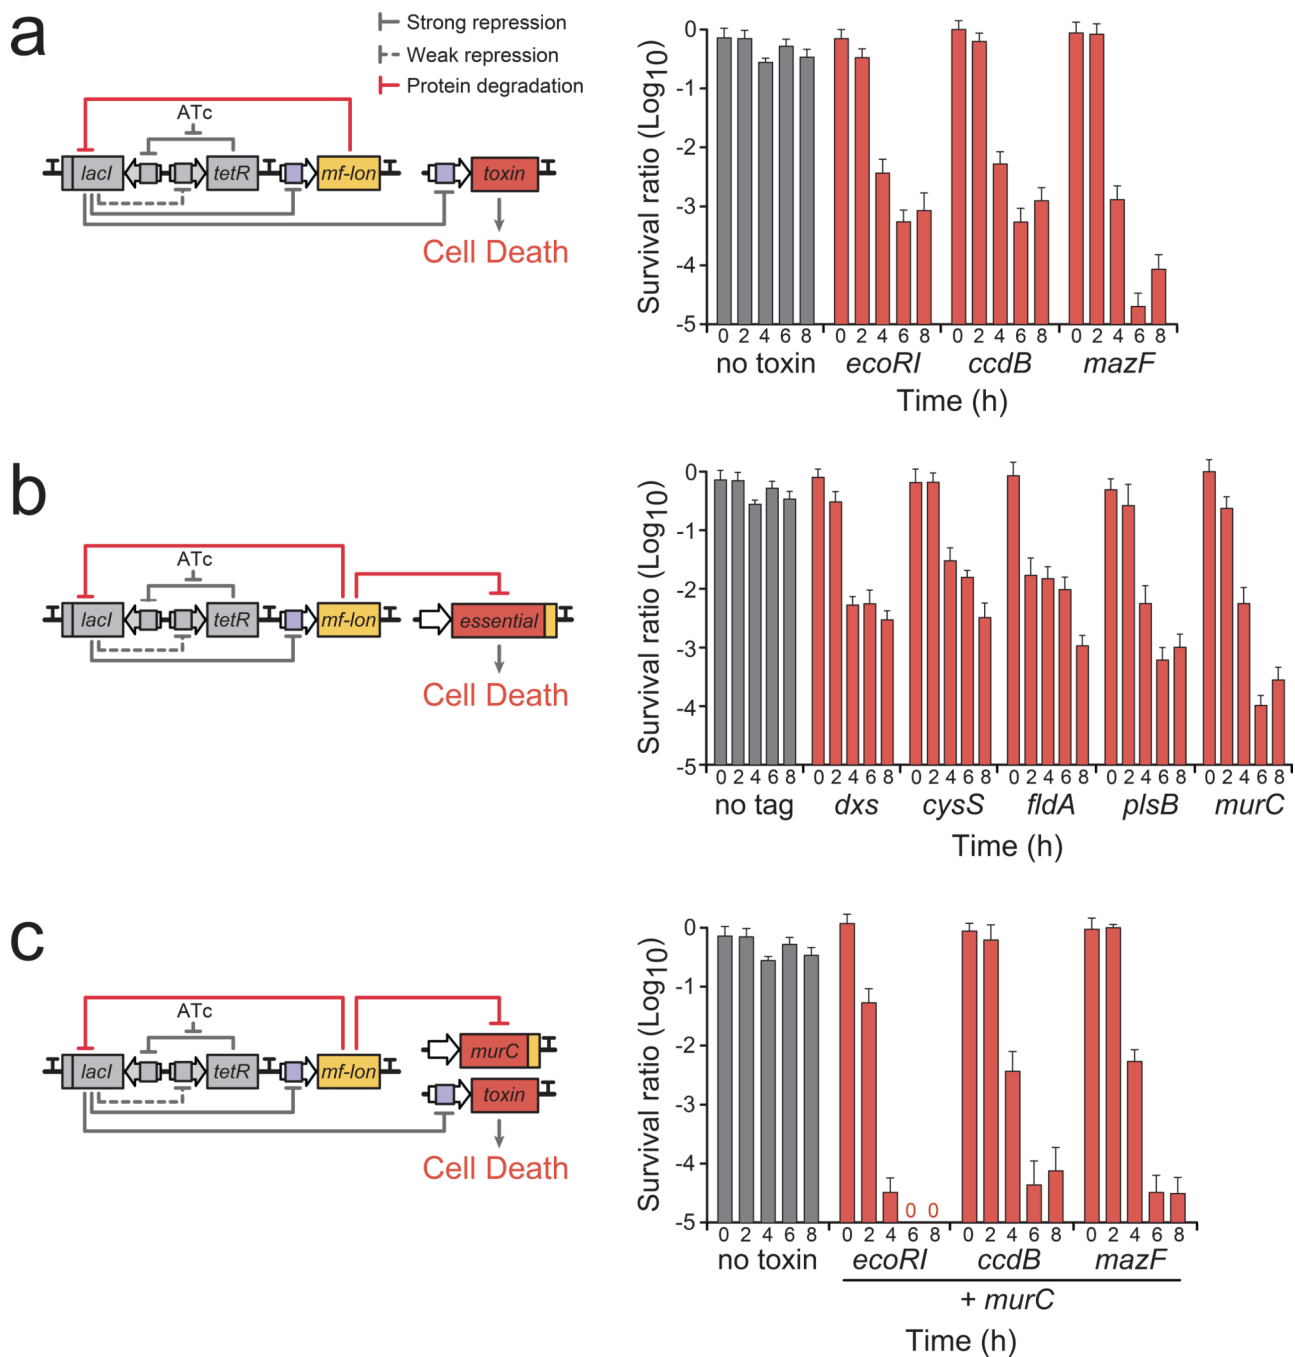 a
Strong repression
Weak repression
Protein degradation
ATc
lacI
tetR
mf-lon
toxin
Cell Death
Survival ratio (Log10)
0
-1
-2
-3
-4
-5
0 2 4 6 8 0 2 4 6 8 0 2 4 6 8 0 2 4 6 8
no toxin ecoRI ccdB mazF
Time (h)
b
ATc
lacI
tetR
mf-lon
essential
Cell Death
Survival ratio (Log10)
0
-1
-2
-3
-4
-5
0 2 4 6 8 0 2 4 6 8 0 2 4 6 8 0 2 4 6 8 0 2 4 6 8 0 2 4 6 8
no tag dxs cysS fldA plsB murC
Time (h)
c
ATc
murC
lacI
tetR
mf-lon
toxin
Cell Death
Survival ratio (Log10)
0
-1
-2
-3
-4
-5
0 0
0 2 4 6 8 0 2 4 6 8 0 2 4 6 8 0 2 4 6 8
no toxin ecoRI ccdB mazF
+ murC
Time (h)